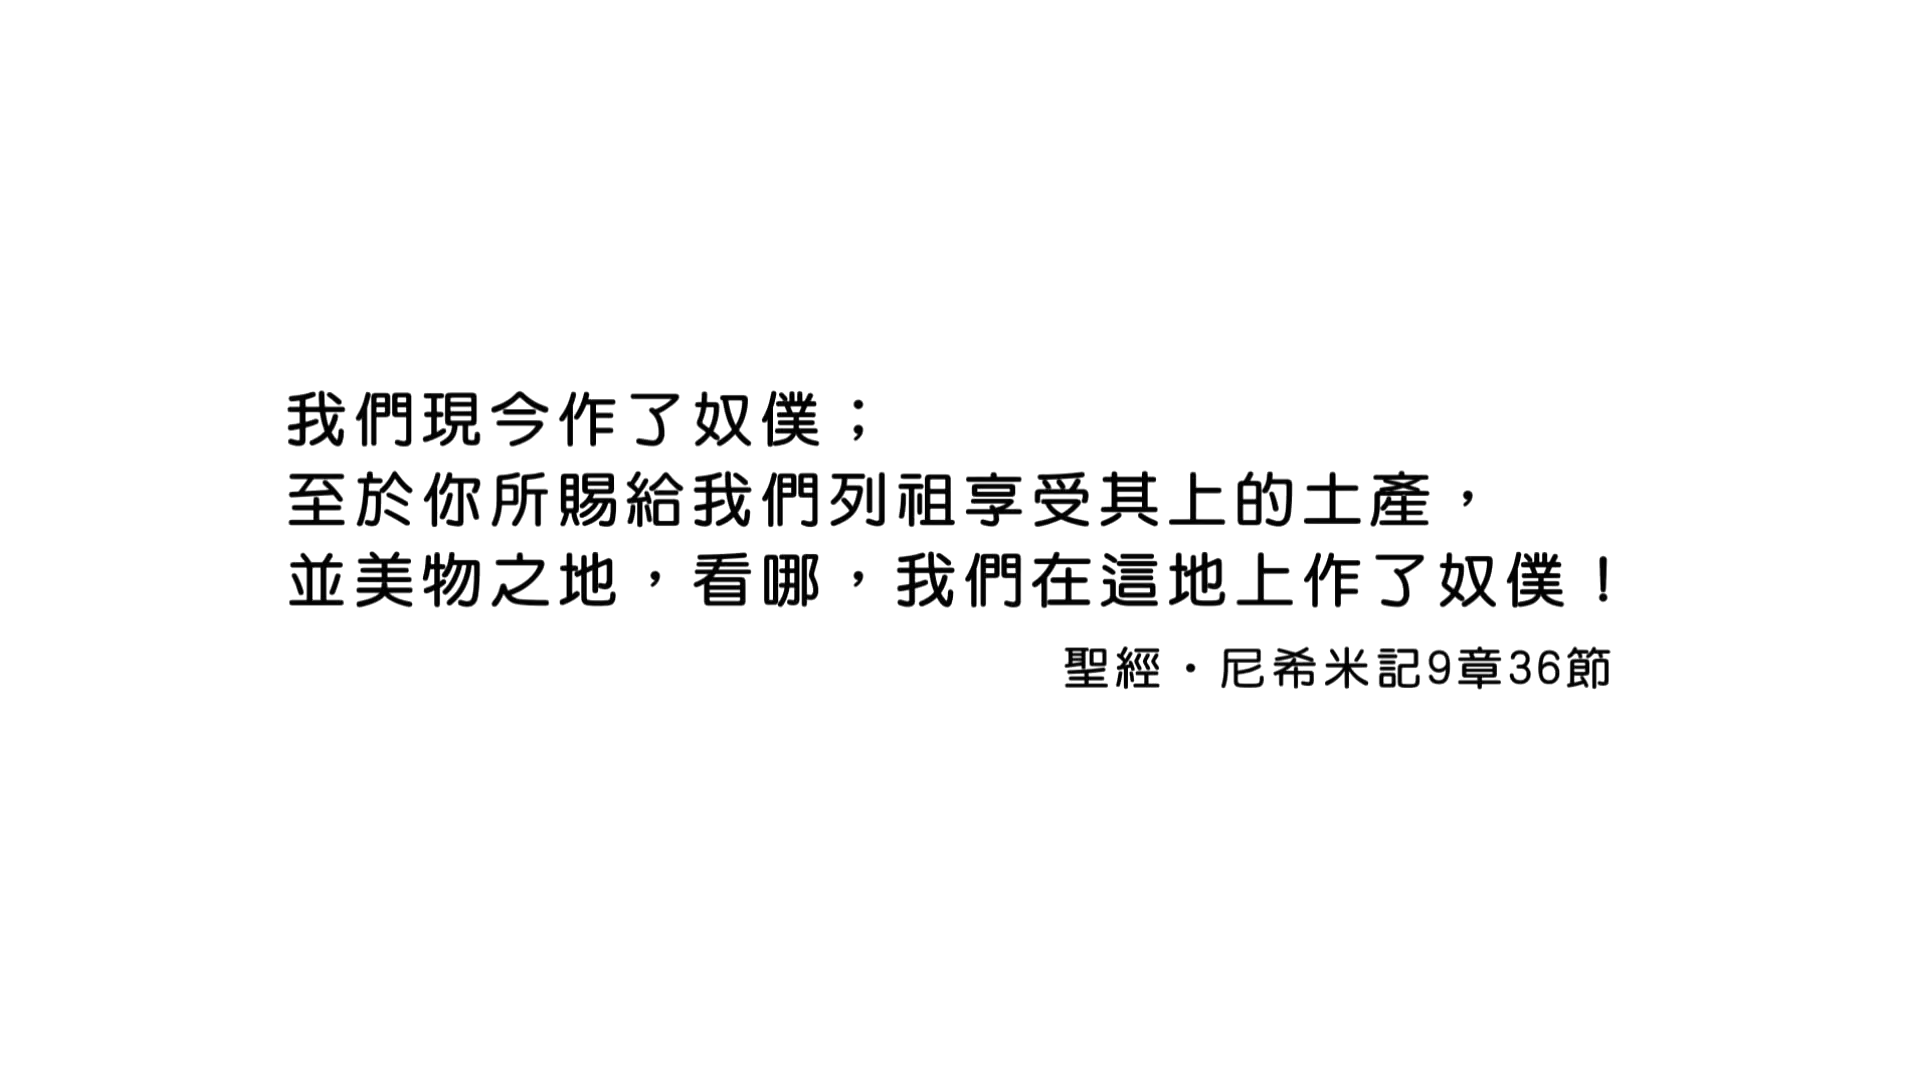 我們現今作了奴僕；
至於你所賜給我們列祖享受其上的土產，
並美物之地，看哪，我們在這地上作了奴僕！
聖經・尼希米記9章36節